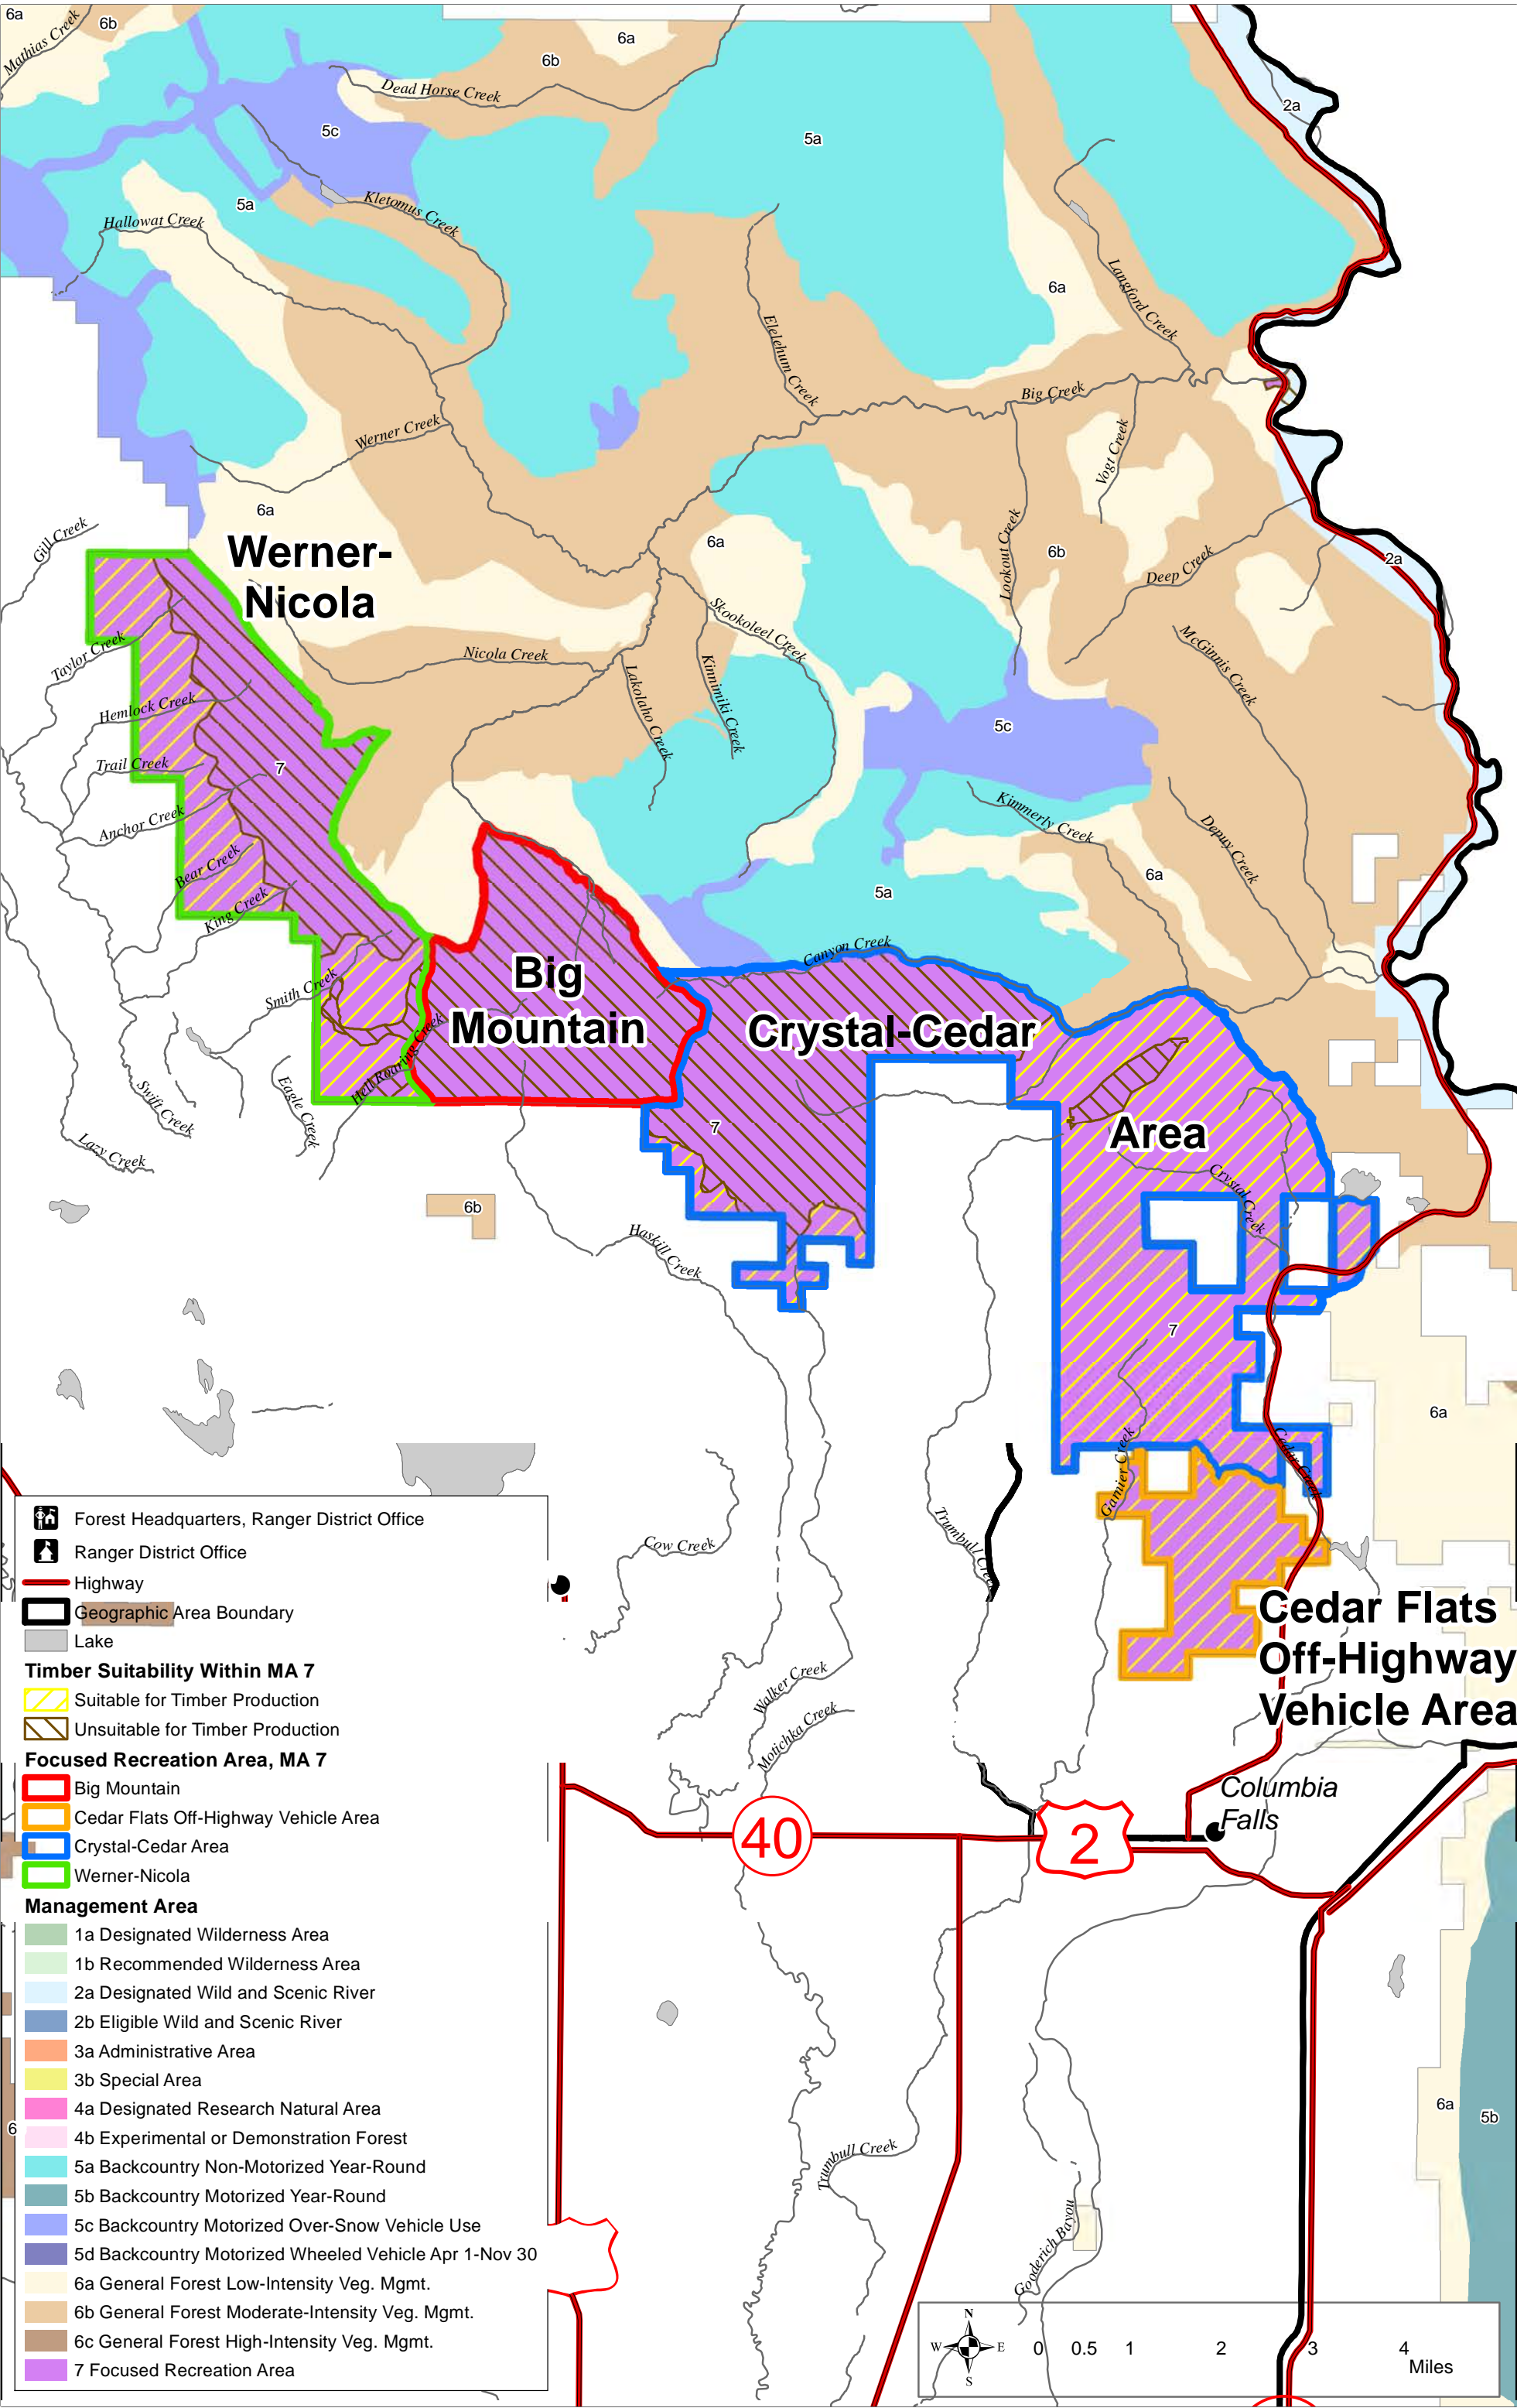 6a
6b
Mathias Creek
6a
6b
Dead Horse Creek
2a
5c
5a
5a
Kletomus Creek
Hallowat Creek
Langford Creek
6a
Elelehum Creek
Big Creek
Werner Creek
Vogt Creek
6a
Gill Creek
Werner-
Nicola
6a
Lookout Creek
6b
Deep Creek
2a
Skookoleel Creek
Taylor Creek
Nicola Creek
Lakolaho Creek
Kinnimiki Creek
McGinnis Creek
Hemlock Creek
5c
Trail Creek
7
Anchor Creek
Kimmerly Creek
Depuy Creek
Bear Creek
6a
King Creek
5a
Canyon Creek
Big
Mountain
Smith Creek
Crystal-Cedar
Hell Roaring Creek
Swift Creek
Eagle Creek
7
Area
Lazy Creek
Crystal Creek
6b
Haskill Creek
7
6a
Cedar Creek
Garnier Creek
Trumbull Creek
Cow Creek
Cedar Flats
Off-Highway
Vehicle Area
Walker Creek
Motichka Creek
Columbia
Falls
40
2
6a
5b
6
Trumbull Creek
Gooderich Bayou
Forest Headquarters, Ranger District Office
Ranger District Office
Highway
Geographic Area Boundary
Lake
Timber Suitability Within MA 7
Suitable for Timber Production
Unsuitable for Timber Production
Focused Recreation Area, MA 7
Big Mountain
Cedar Flats Off-Highway Vehicle Area
Crystal-Cedar Area
Werner-Nicola
Management Area
1a Designated Wilderness Area
1b Recommended Wilderness Area
2a Designated Wild and Scenic River
2b Eligible Wild and Scenic River
3a Administrative Area
3b Special Area
4a Designated Research Natural Area
4b Experimental or Demonstration Forest
5a Backcountry Non-Motorized Year-Round
5b Backcountry Motorized Year-Round
5c Backcountry Motorized Over-Snow Vehicle Use
5d Backcountry Motorized Wheeled Vehicle Apr 1-Nov 30
6a General Forest Low-Intensity Veg. Mgmt.
6b General Forest Moderate-Intensity Veg. Mgmt.
6c General Forest High-Intensity Veg. Mgmt.
7 Focused Recreation Area
N
W E
S
0 0.5 1 2 3 4
Miles